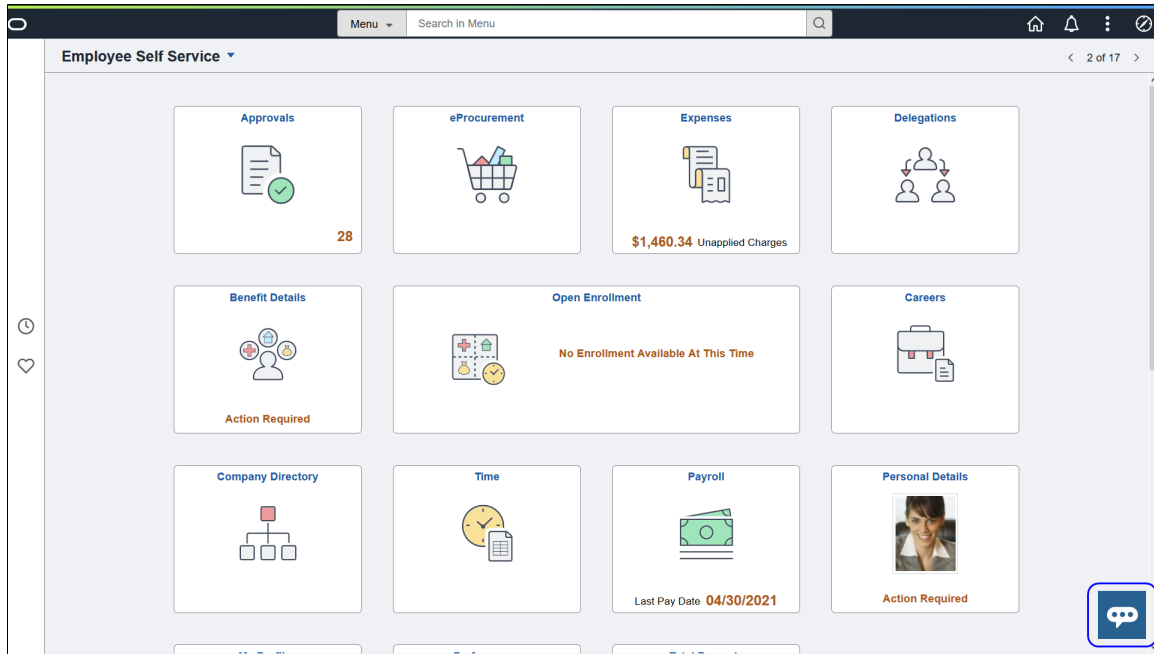 Menu
Search in Menu
Employee Self Service
2 of 17
Approvals
eProcurement
Expenses
Delegations
28
$1,460.34 Unapplied Charges
Benefit Details
Open Enrollment
Careers
No Enrollment Available At This Time
Action Required
Company Directory
Time
Payroll
Personal Details
Last Pay Date 04/30/2021
Action Required